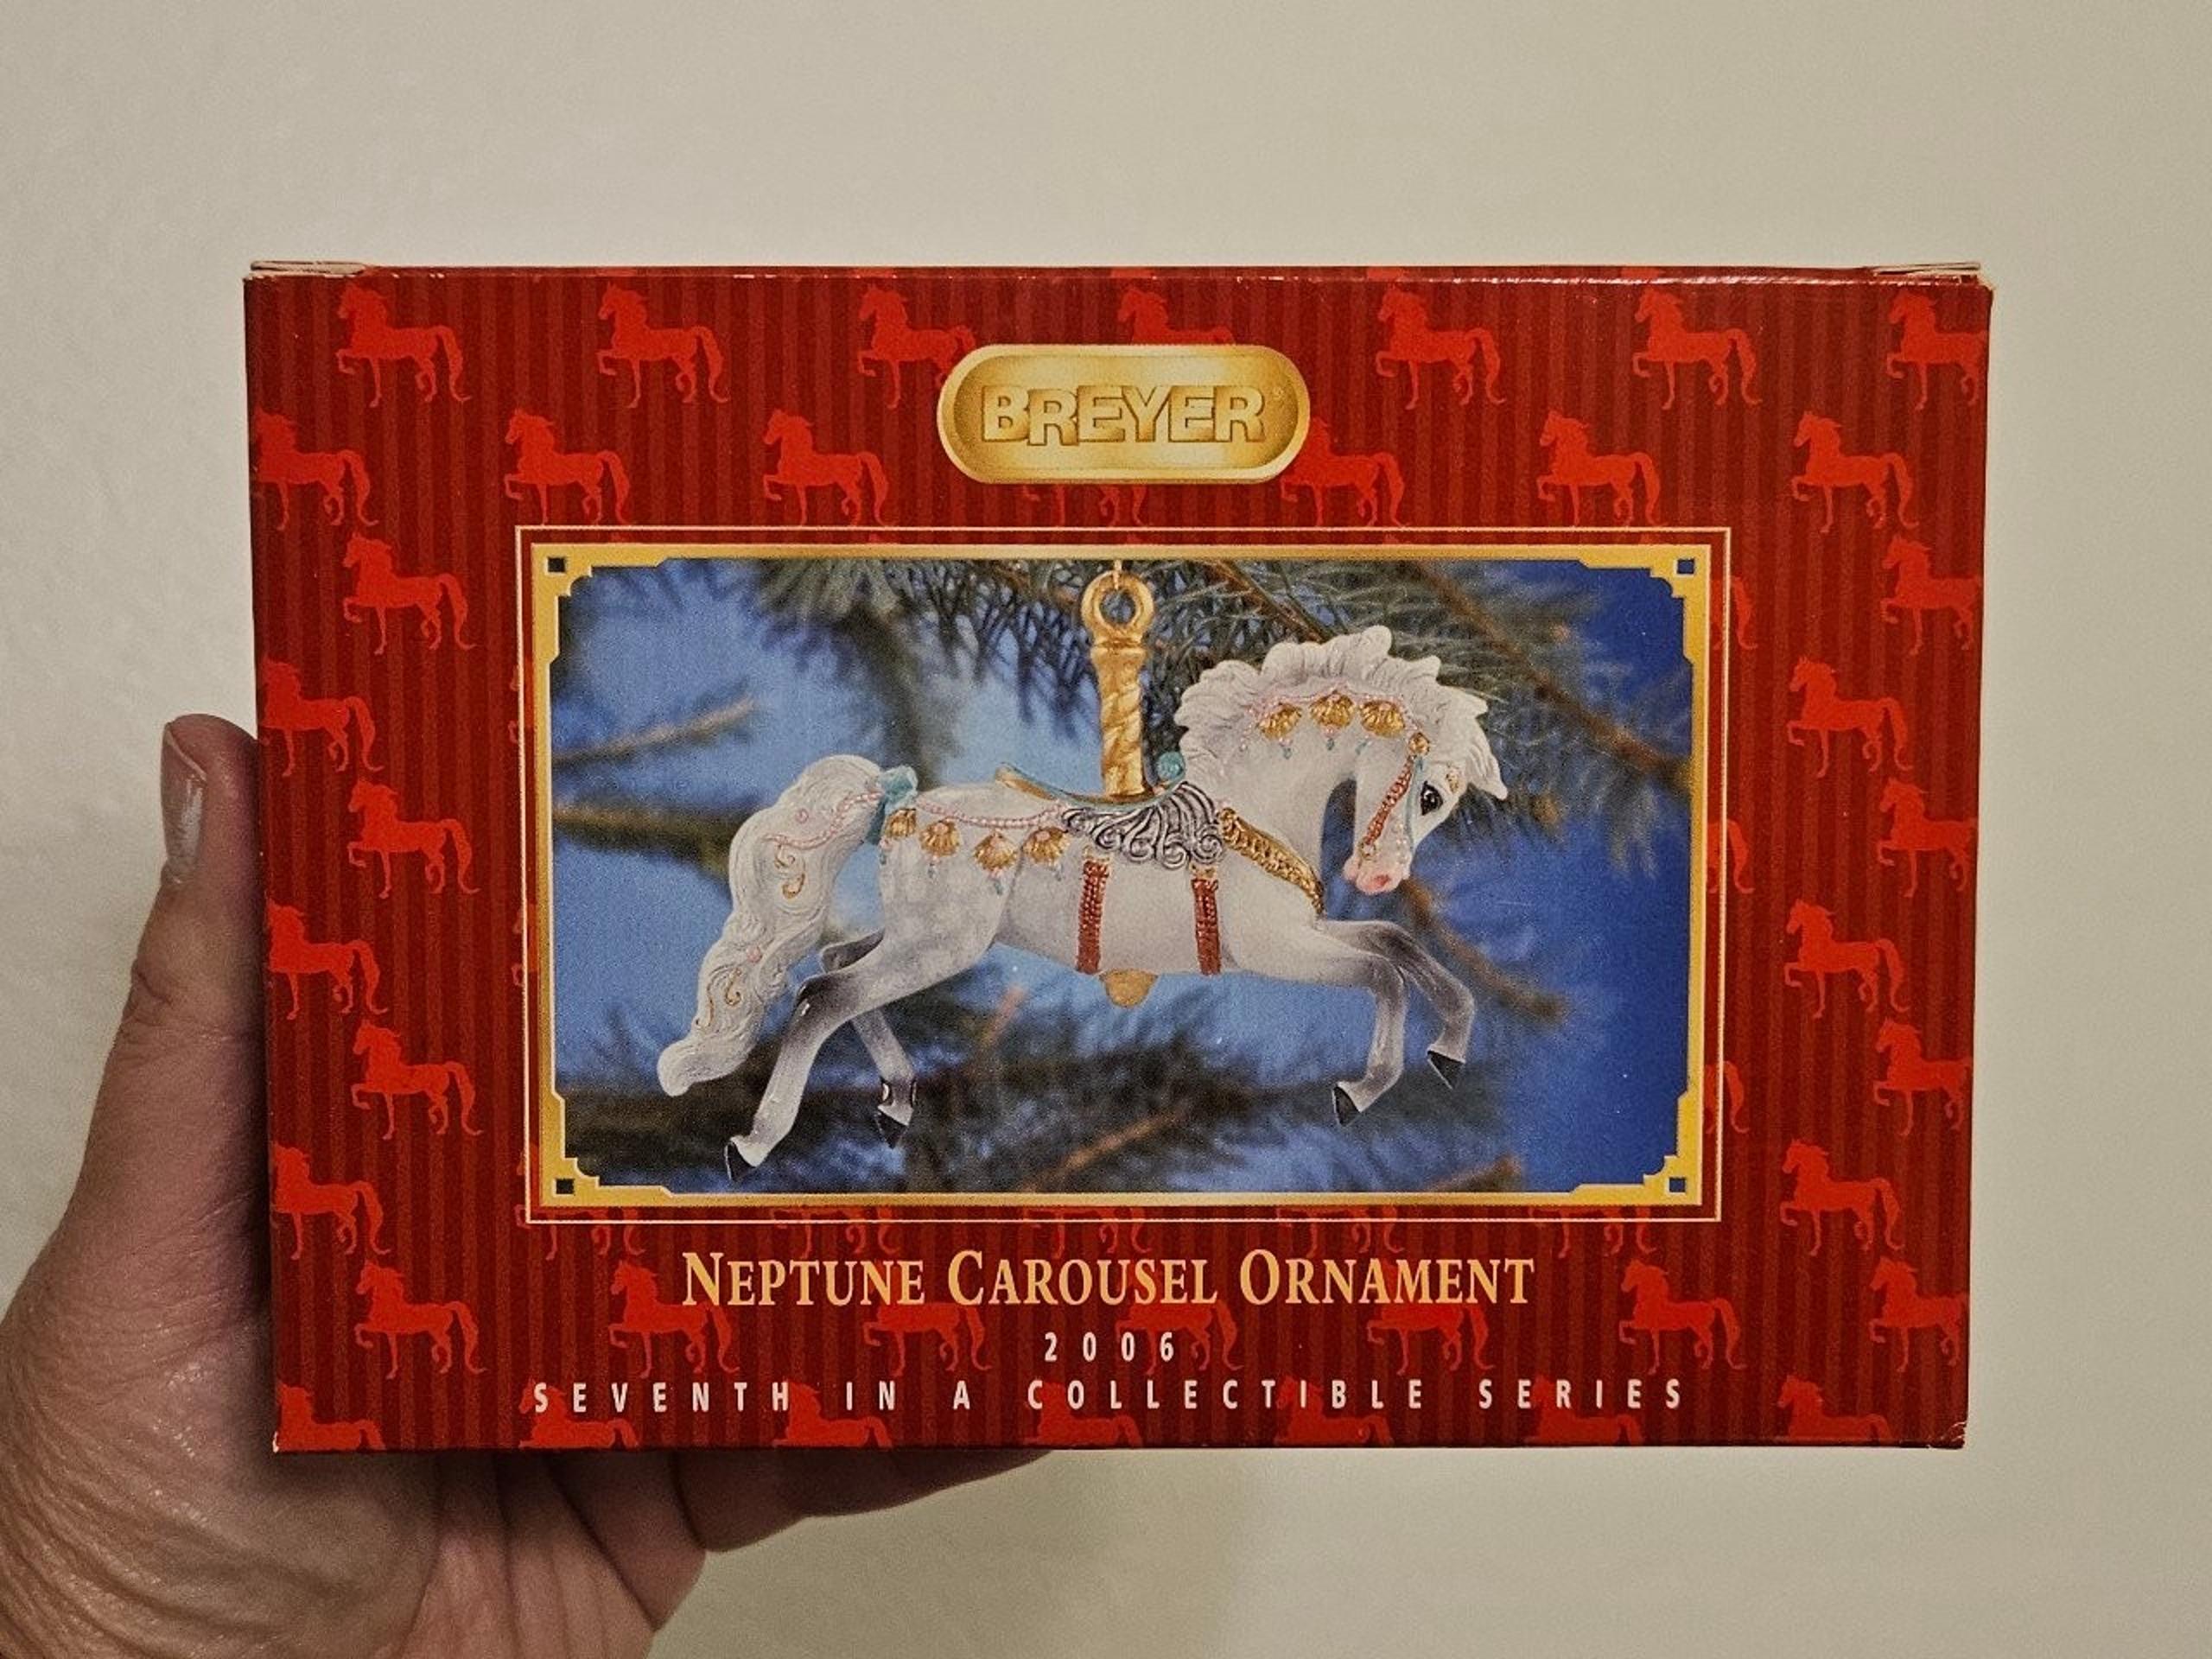 BREYER®
NEPTUNE CAROUSEL ORNAMENT
2006
SEVENTH IN A COLLECTIBLE SERIES